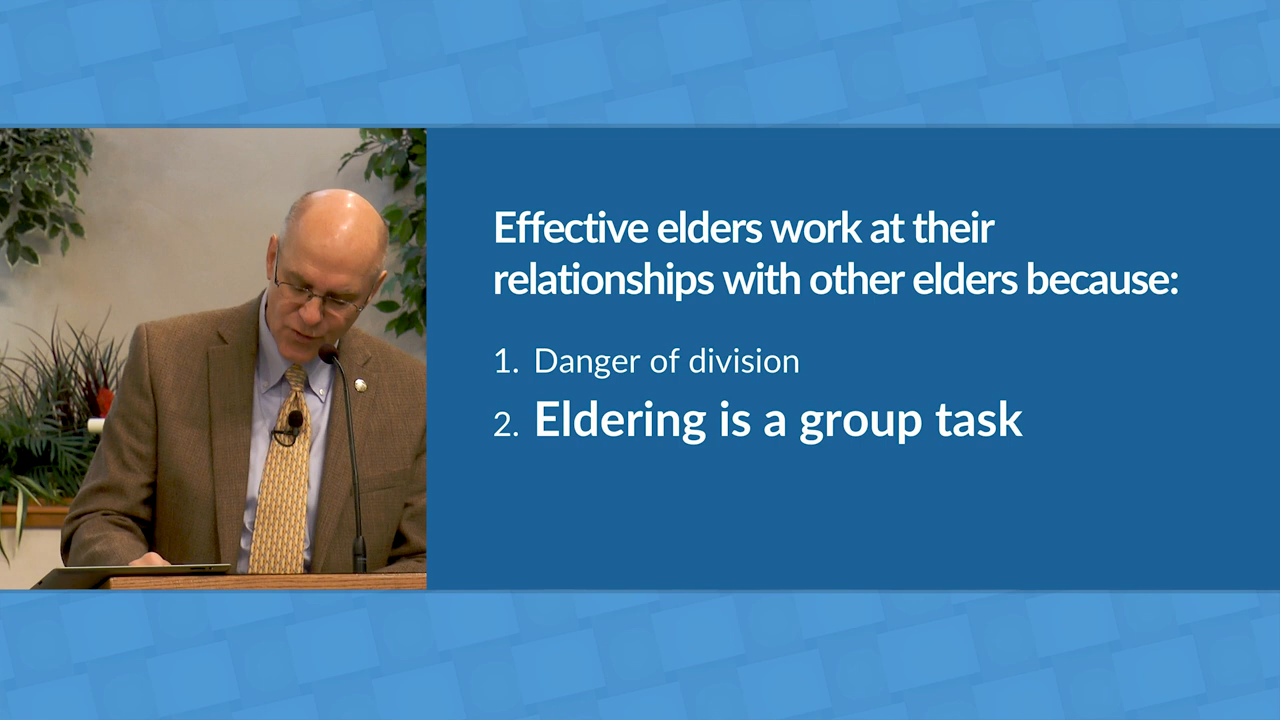 Effective elders work at their
relationships with other elders because:
1. Danger of division
2. Eldering is a group task